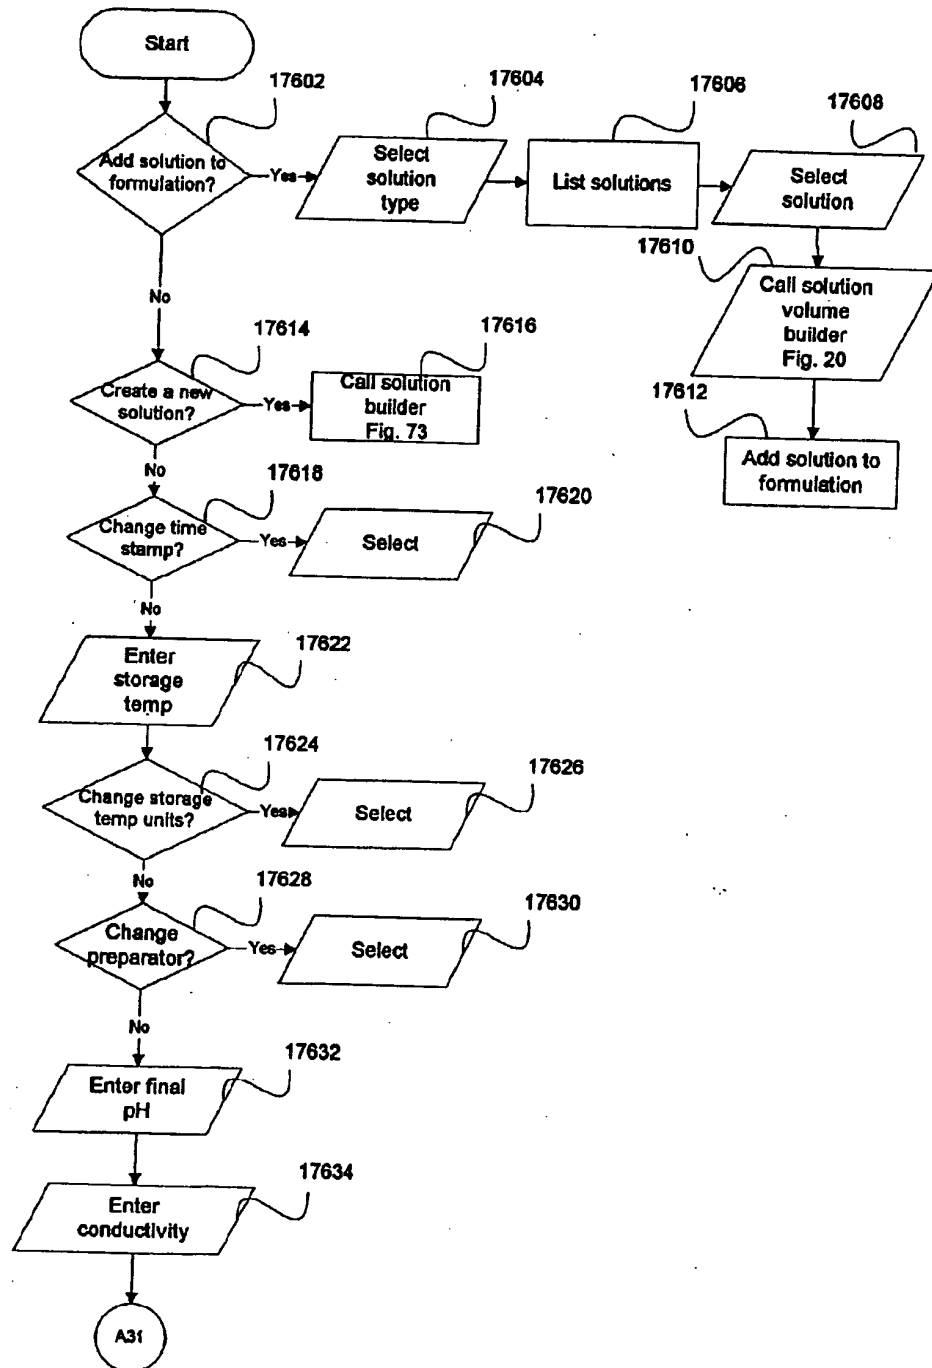 Start
17602
17604
17606
17608
Add solution to
formulation?
Yes
Select
solution
type
List solutions
Select
solution
17610
Call solution
volume
builder
Fig. 20
No
17612
Add solution to
formulation
17614
17616
Create a new
solution?
Yes
Call solution
builder
Fig. 73
No
17618
17620
Change time
stamp?
Yes
Select
No
17622
Enter
storage
temp
17624
17626
Change storage
temp units?
Yes
Select
No
17628
17630
Change
preparator?
Yes
Select
No
17632
Enter final
pH
17634
Enter
conductivity
A31